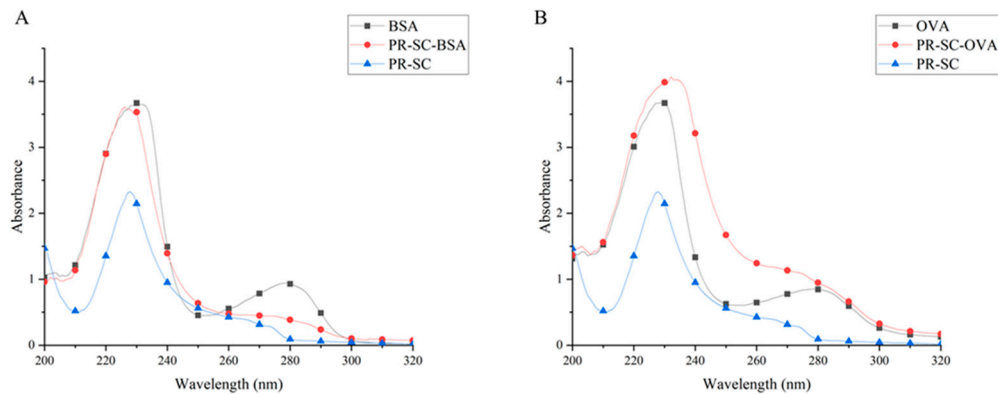 A
BSA
PR-SC-BSA
PR-SC
4
3
2
1
0
200 220 240 260 280 300 320
Absorbance
Wavelength (nm)
B
OVA
PR-SC-OVA
PR-SC
4
3
2
1
0
200 220 240 260 280 300 320
Absorbance
Wavelength (nm)